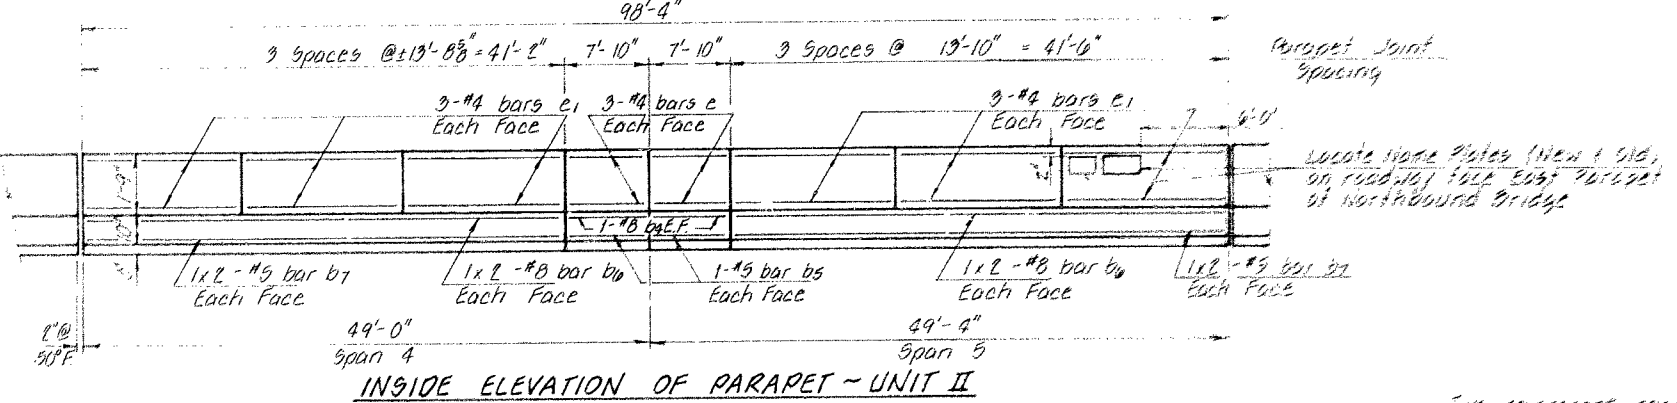 98'-4"
3 Spaces @±13'-8⅝" = 41'-2"
7'-10"
7'-10"
3 Spaces @ 13'-10" = 41'-6"
Parapet Joint
Spacing
3-#4 bars e1
Each Face
3-#4 bars e
Each Face
3-#4 bars e1
Each Face
6'-0"
Locate Name Plates (New & Old)
on roadway face East Parapet
of Northbound Bridge
1-#8 b4 E.F.
1x2-#5 bar b7
Each Face
1x2-#8 bar b6
Each Face
1-#5 bar b5
Each Face
1x2-#8 bar b6
Each Face
1x2-#5 bar b7
Each Face
2" @
50°F
49'-0"
Span 4
49'-4"
Span 5
INSIDE ELEVATION OF PARAPET ~ UNIT II